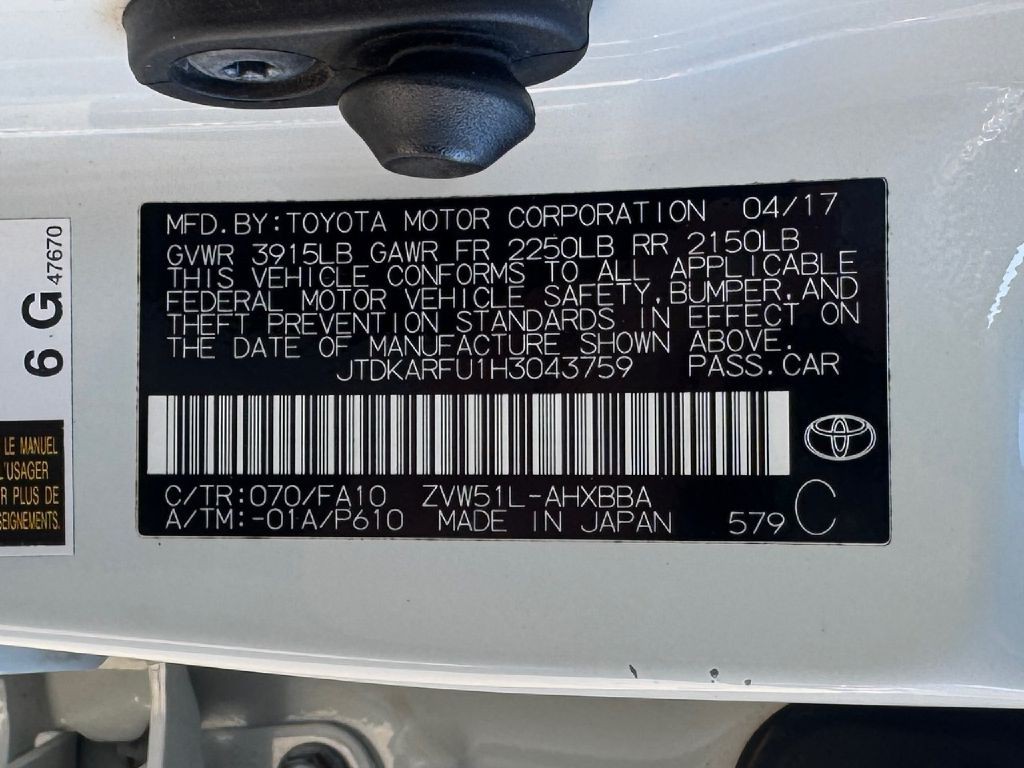 MFD. BY: TOYOTA MOTOR CORPORATION 04/17
GVWR 3915LB GAWR FR 2250LB RR 2150LB
THIS VEHICLE CONFORMS TO ALL APPLICABLE
FEDERAL MOTOR VEHICLE SAFETY, BUMPER, AND
THEFT PREVENTION STANDARDS IN EFFECT ON
THE DATE OF MANUFACTURE SHOWN ABOVE.
JTDKARFU1H3043759 PASS. CAR
C/TR: 070/FA10 ZVW51L-AHXBBA
A/TM: -01A/P610 MADE IN JAPAN 579 C
6 G 47670
LE MANUEL
L'USAGER
PLUS DE